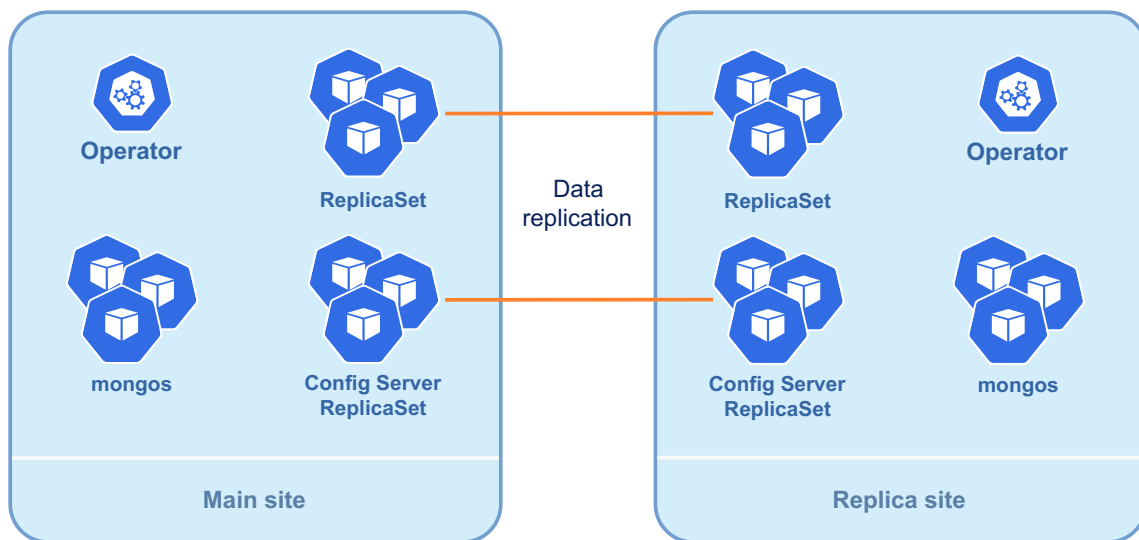 Operator
ReplicaSet
mongos
Config Server
ReplicaSet
Main site
Data
replication
ReplicaSet
Operator
Config Server
ReplicaSet
mongos
Replica site